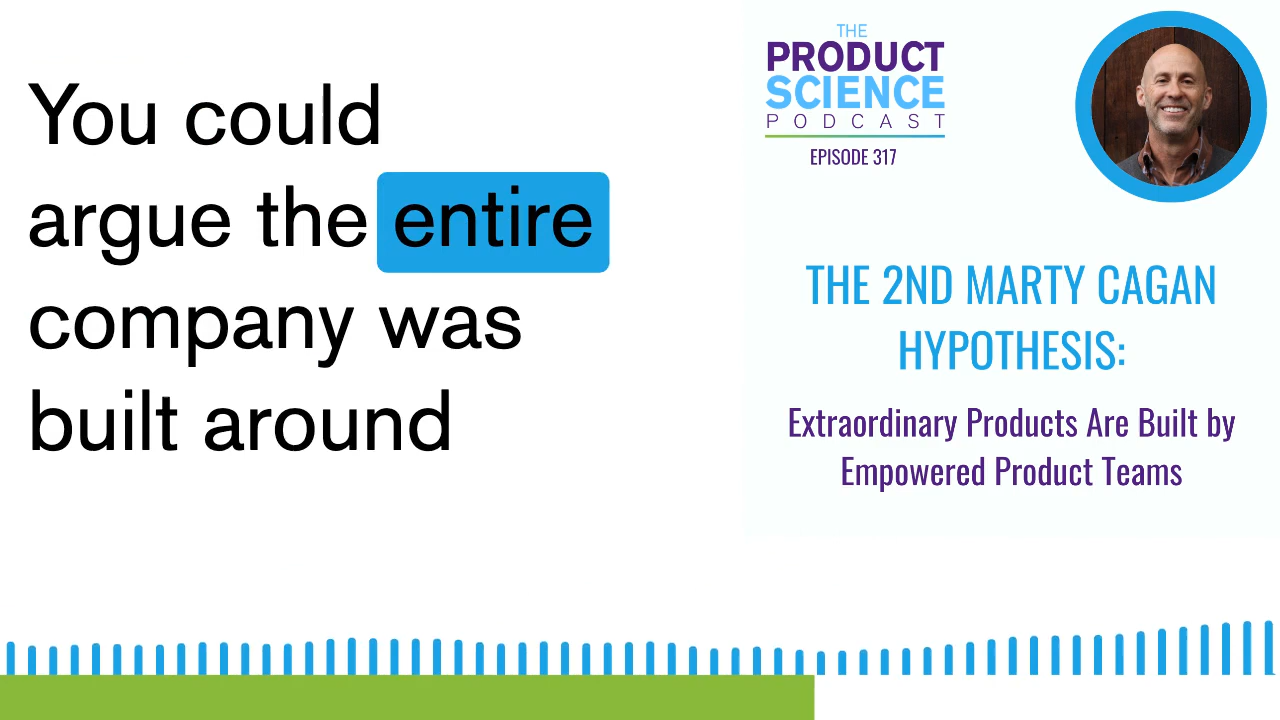 You could
argue the entire
company was
built around
THE
PRODUCT
SCIENCE
PODCAST
EPISODE 317
THE 2ND MARTY CAGAN
HYPOTHESIS:
Extraordinary Products Are Built by
Empowered Product Teams